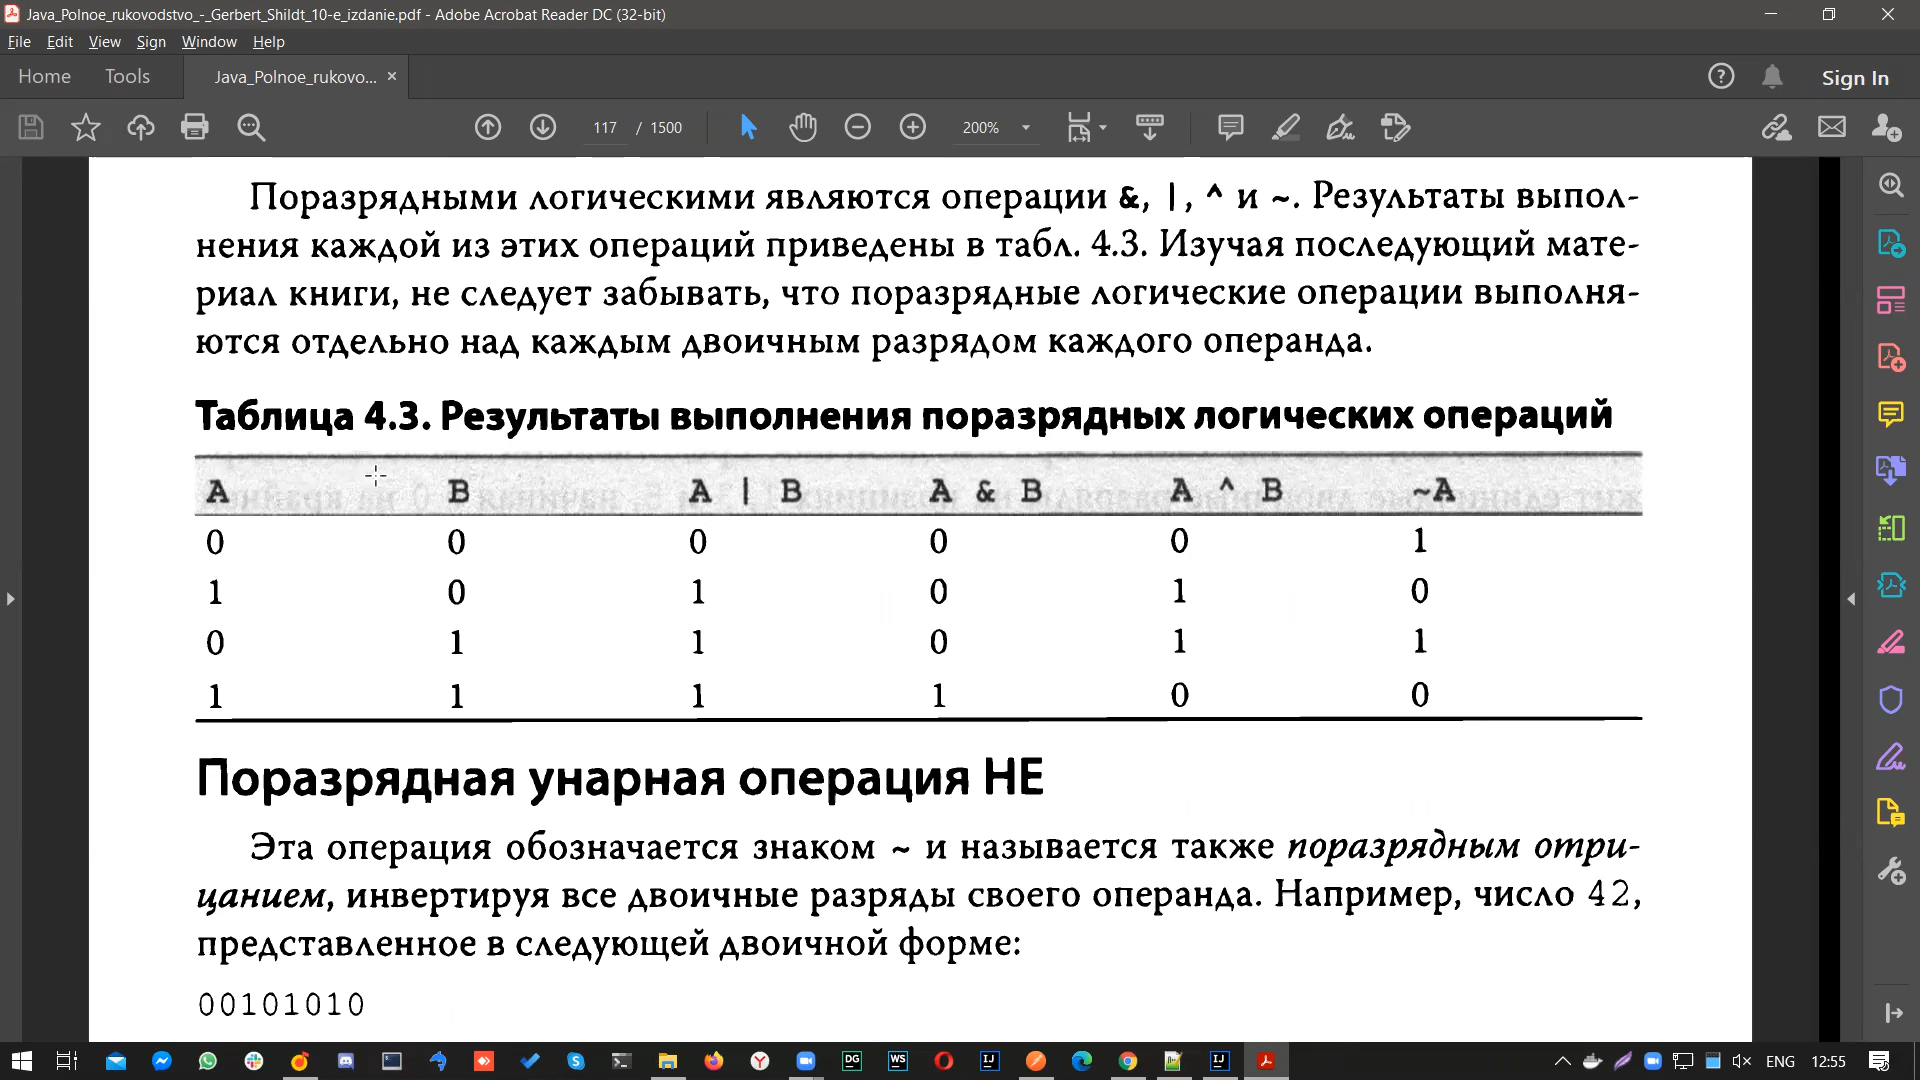 Java_Polnoe_rukovodstvo_-_Gerbert_Shildt_10-e_izdanie.pdf - Adobe Acrobat Reader DC (32-bit)
File Edit View Sign Window Help
Home Tools Java_Polnoe_rukovo... ×
Sign In
117 / 1500 200%
Поразрядными логическими являются операции &, |, ^ и ~. Результаты выпол-
нения каждой из этих операций приведены в табл. 4.3. Изучая последующий мате-
риал книги, не следует забывать, что поразрядные логические операции выполня-
ются отдельно над каждым двоичным разрядом каждого операнда.
Таблица 4.3. Результаты выполнения поразрядных логических операций
A B A | B A & B A ^ B ~A
0 0 0 0 0 1
1 0 1 0 1 0
0 1 1 0 1 1
1 1 1 1 0 0
Поразрядная унарная операция НЕ
Эта операция обозначается знаком ~ и называется также поразрядным отри-
цанием, инвертируя все двоичные разряды своего операнда. Например, число 42,
представленное в следующей двоичной форме:
00101010
DG WS IJ IJ ENG 12:55